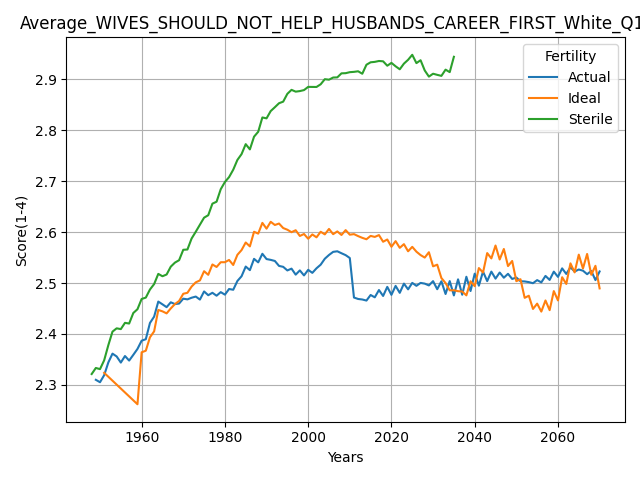 Average_WIVES_SHOULD_NOT_HELP_HUSBANDS_CAREER_FIRST_White_Q1
Score(1-4)
2.9
2.8
2.7
2.6
2.5
2.4
2.3
Fertility
Actual
Ideal
Sterile
1960 1980 2000 2020 2040 2060
Years